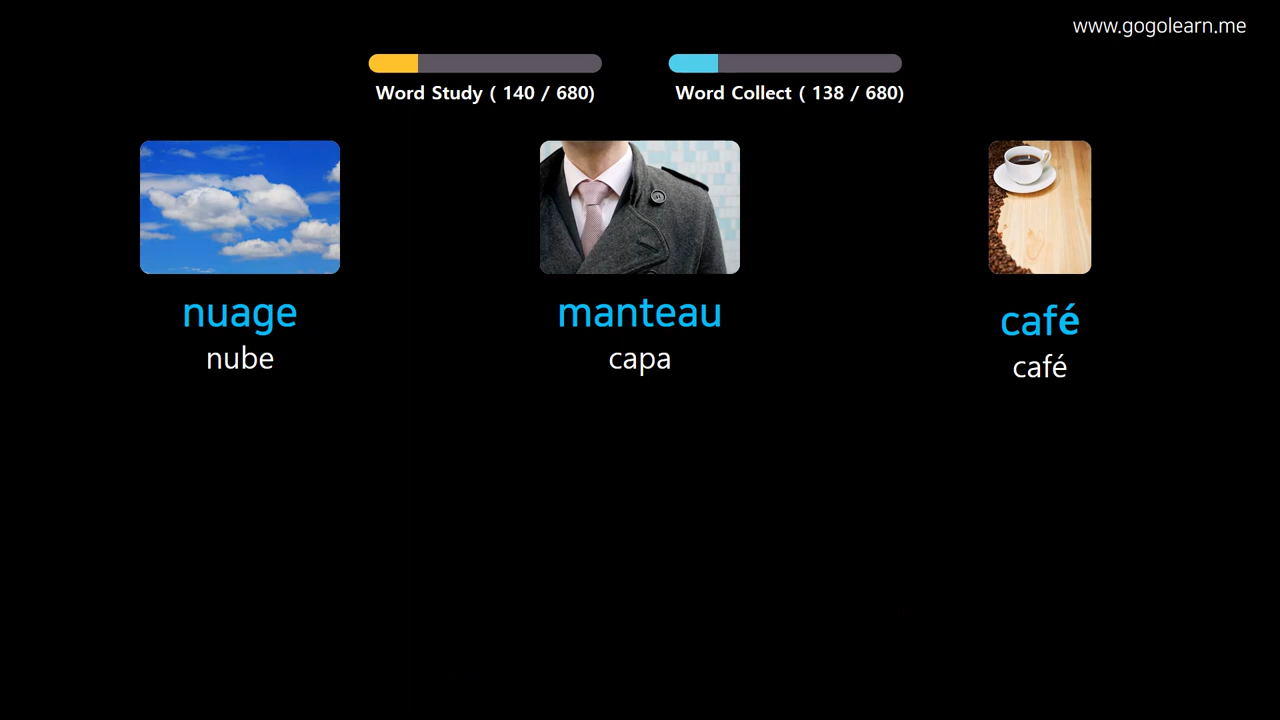 www.gogolearn.me
Word Study ( 140 / 680)
Word Collect ( 138 / 680)
nuage
nube
manteau
capa
café
café